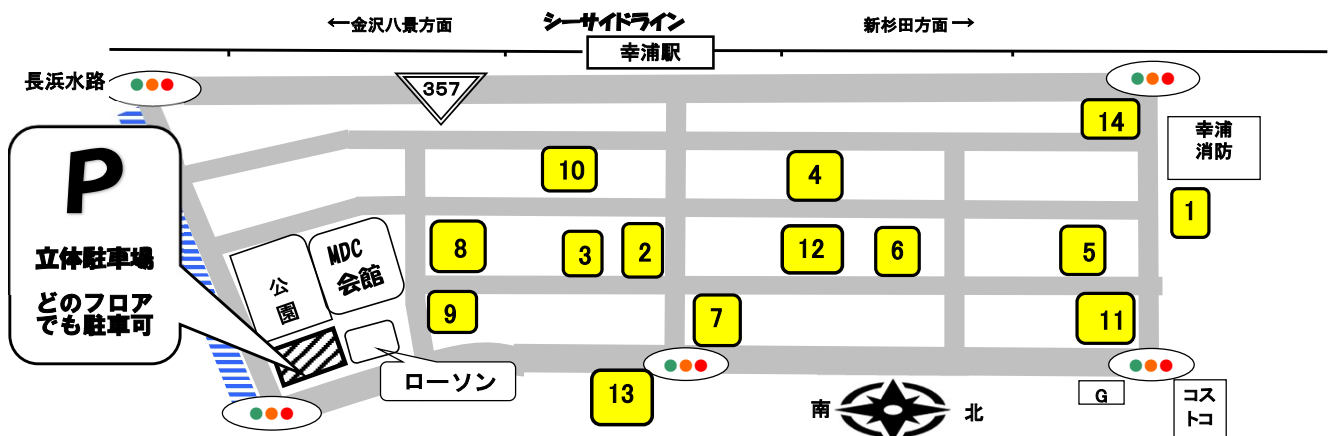 ←金沢八景方面
シーサイドライン
新杉田方面→
幸浦駅
長浜水路
357
14
幸浦
消防
P
立体駐車場
どのフロア
でも駐車可
10
4
1
公
園
MDC
会館
8
3
2
12
6
5
9
7
11
ローソン
13
南
北
G
コス
トコ